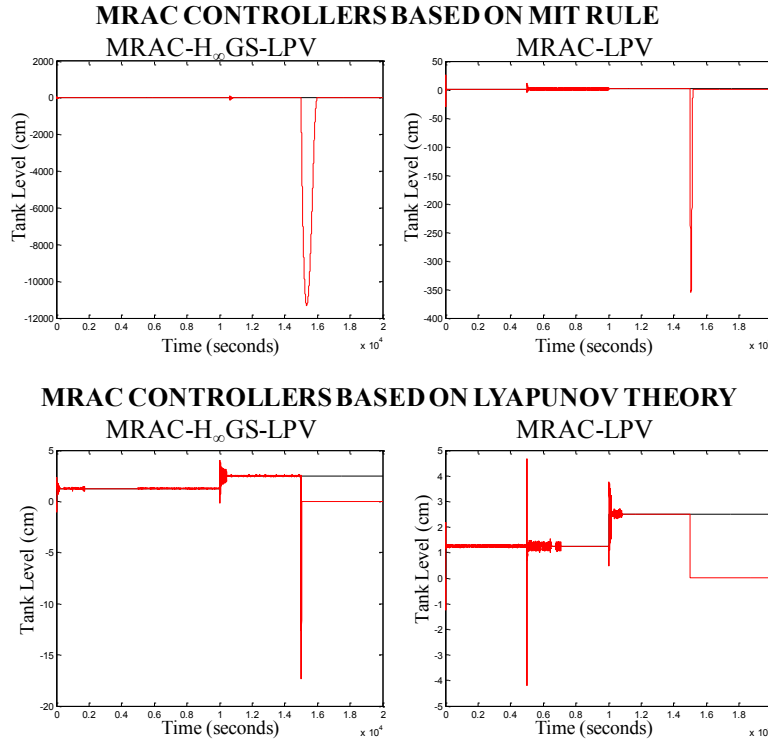 MRAC CONTROLLERS BASED ON MIT RULE
MRAC-H∞GS-LPV
MRAC-LPV
Tank Level (cm)
2000
0
-2000
-4000
-6000
-8000
-10000
-12000
0 0.2 0.4 0.6 0.8 1 1.2 1.4 1.6 1.8 2
x 10⁴
Time (seconds)
Tank Level (cm)
50
0
-50
-100
-150
-200
-250
-300
-350
-400
0 0.2 0.4 0.6 0.8 1 1.2 1.4 1.6 1.8
x 10
Time (seconds)
MRAC CONTROLLERS BASED ON LYAPUNOV THEORY
MRAC-H∞GS-LPV
MRAC-LPV
Tank Level (cm)
5
0
-5
-10
-15
-20
0 0.2 0.4 0.6 0.8 1 1.2 1.4 1.6 1.8 2
x 10⁴
Time (seconds)
Tank Level (cm)
5
4
3
2
1
0
-1
-2
-3
-4
-5
0 0.2 0.4 0.6 0.8 1 1.2 1.4 1.6 1.8
x 10
Time (seconds)